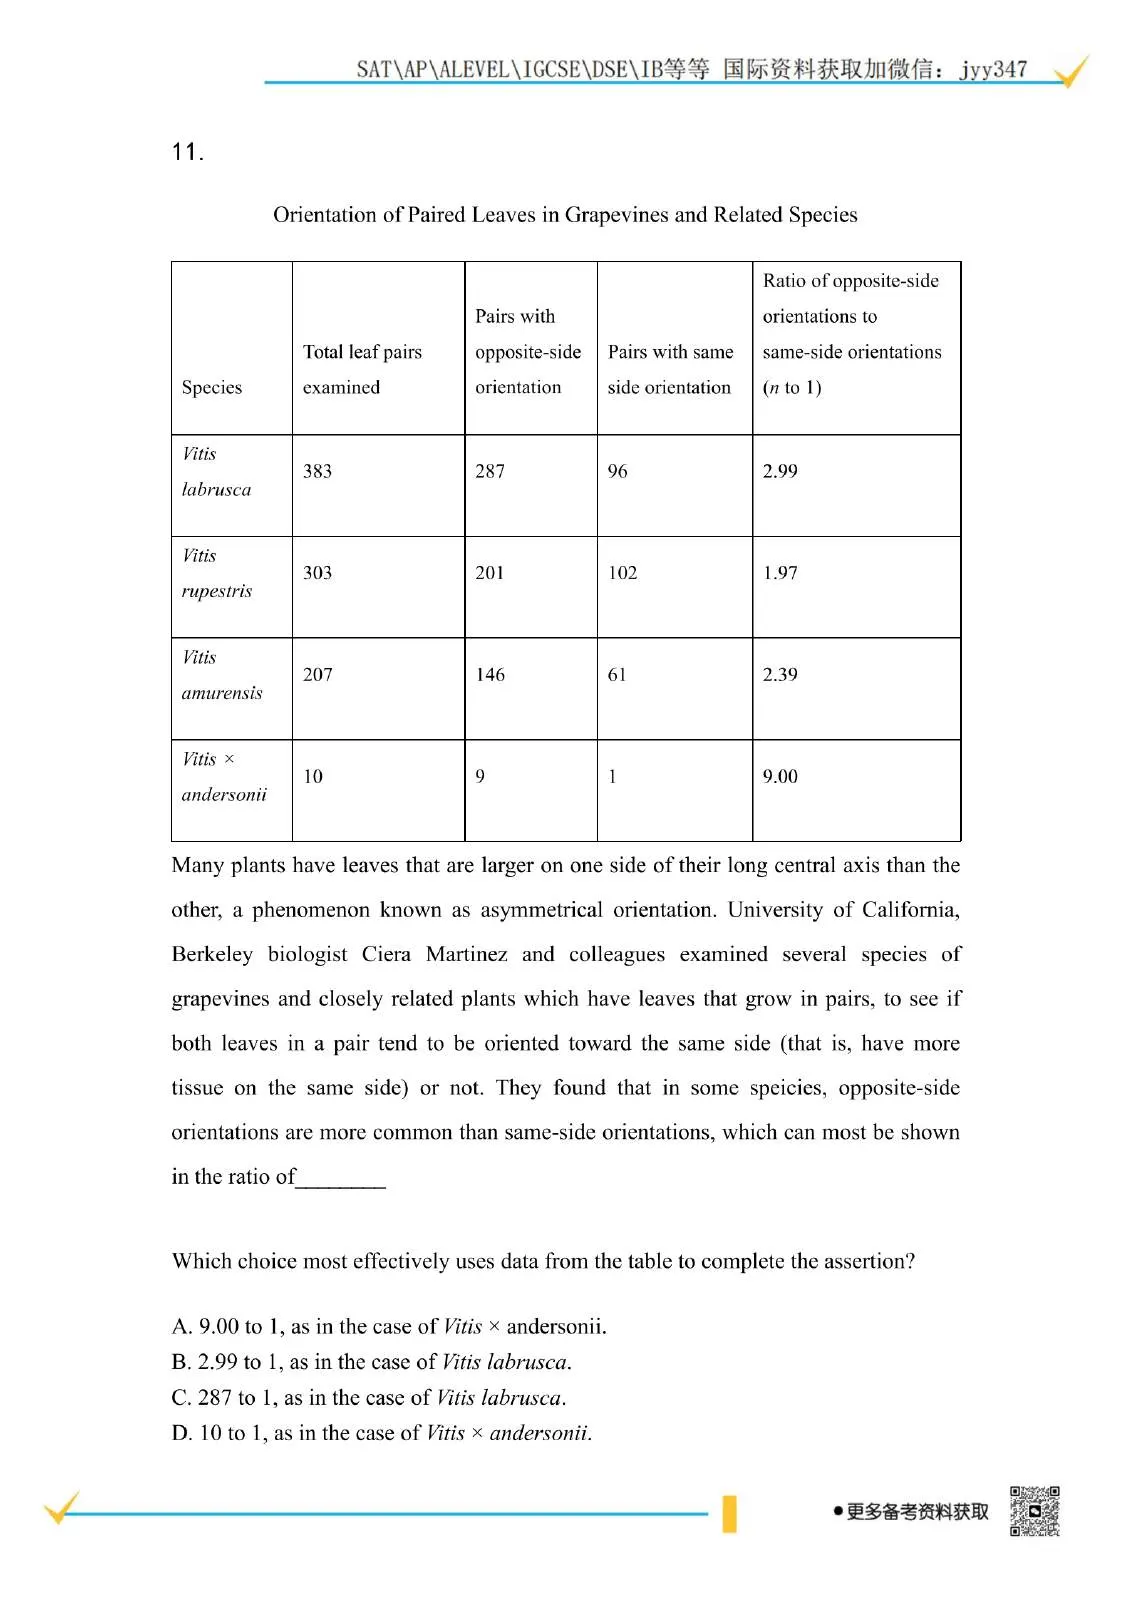 SAT\AP\ALEVEL\IGCSE\DSE\IB等等 国际资料获取加微信：jyy347
11.
Orientation of Paired Leaves in Grapevines and Related Species
Species
Total leaf pairs
examined
Pairs with
opposite-side
orientation
Pairs with same
side orientation
Ratio of opposite-side
orientations to
same-side orientations
(n to 1)
Vitis
labrusca
383
287
96
2.99
Vitis
rupestris
303
201
102
1.97
Vitis
amurensis
207
146
61
2.39
Vitis ×
andersonii
10
9
1
9.00
Many plants have leaves that are larger on one side of their long central axis than the
other, a phenomenon known as asymmetrical orientation. University of California,
Berkeley biologist Ciera Martinez and colleagues examined several species of
grapevines and closely related plants which have leaves that grow in pairs, to see if
both leaves in a pair tend to be oriented toward the same side (that is, have more
tissue on the same side) or not. They found that in some speicies, opposite-side
orientations are more common than same-side orientations, which can most be shown
in the ratio of________
Which choice most effectively uses data from the table to complete the assertion?
A. 9.00 to 1, as in the case of Vitis × andersonii.
B. 2.99 to 1, as in the case of Vitis labrusca.
C. 287 to 1, as in the case of Vitis labrusca.
D. 10 to 1, as in the case of Vitis × andersonii.
●更多备考资料获取